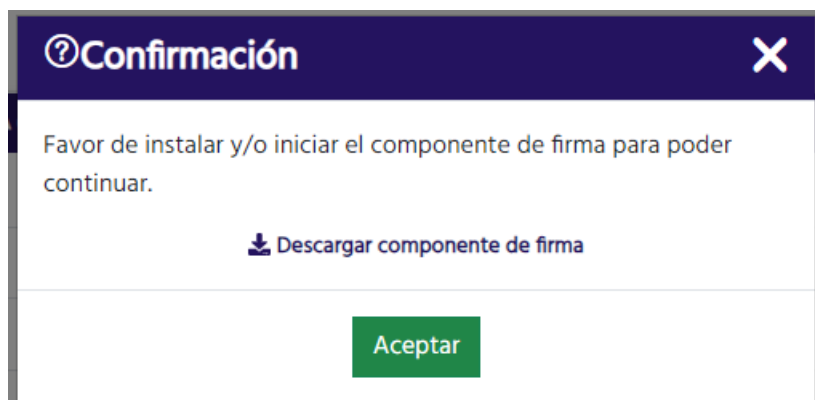 Confirmación
Favor de instalar y/o iniciar el componente de firma para poder
continuar.
Descargar componente de firma
Aceptar